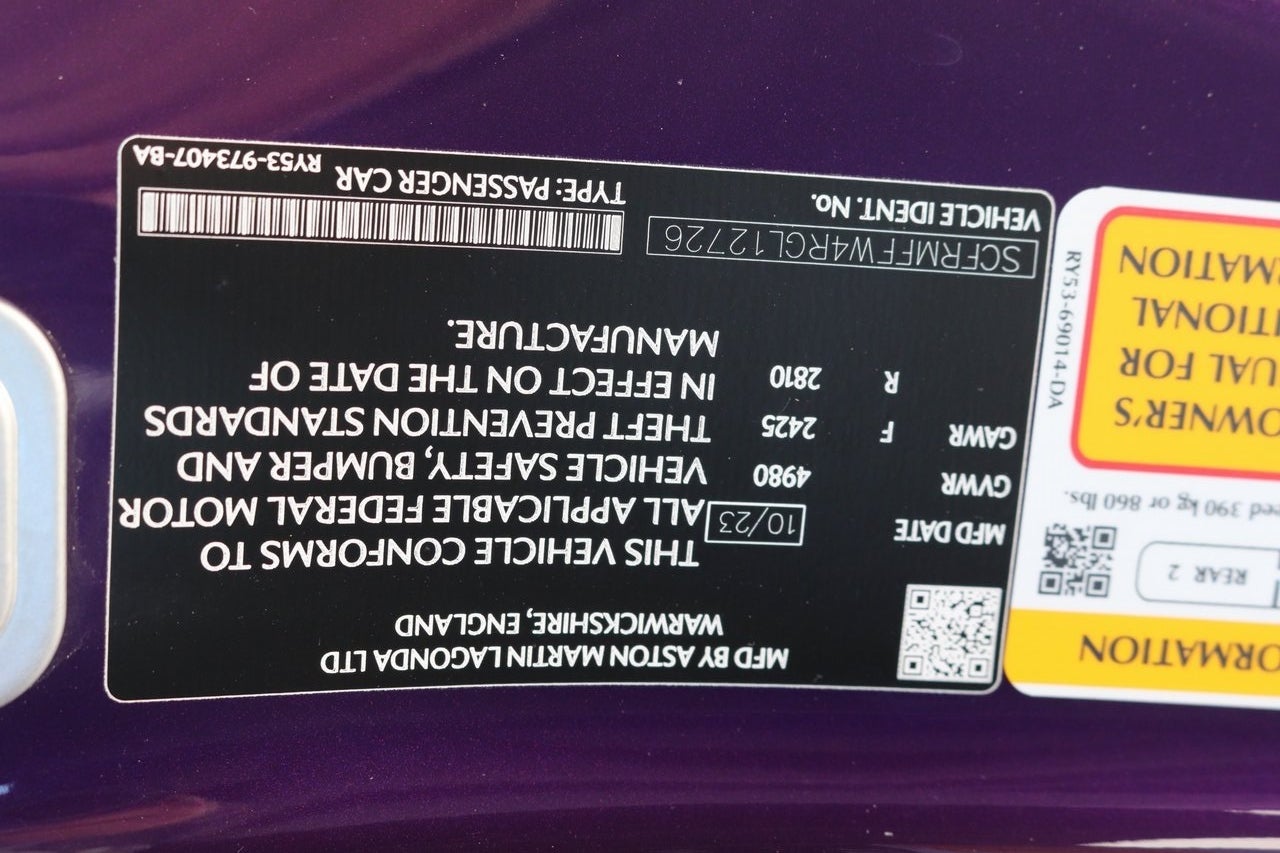 MFD BY ASTON MARTIN LAGONDA LTD
WARWICKSHIRE, ENGLAND
MFD DATE 10/23
GVWR 4980
GAWR F 2425
R 2810
THIS VEHICLE CONFORMS TO
ALL APPLICABLE FEDERAL MOTOR
VEHICLE SAFETY, BUMPER AND
THEFT PREVENTION STANDARDS
IN EFFECT ON THE DATE OF
MANUFACTURE.
VEHICLE IDENT. No.
SCFRMFFW4RGL12726
TYPE: PASSENGER CAR
RY53-973407-BA
ORMATION
REAR 2
eed 390 kg or 860 lbs.
OWNER'S
UAL FOR
ITIONAL
RMATION
RY53-69014-DA